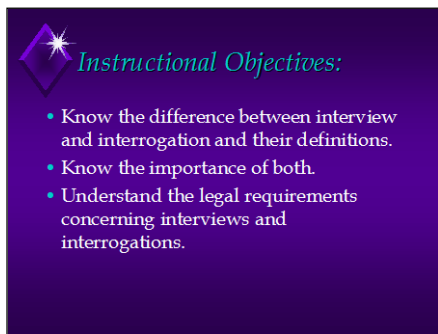 Instructional Objectives:
• Know the difference between interview
and interrogation and their definitions.
• Know the importance of both.
• Understand the legal requirements
concerning interviews and
interrogations.